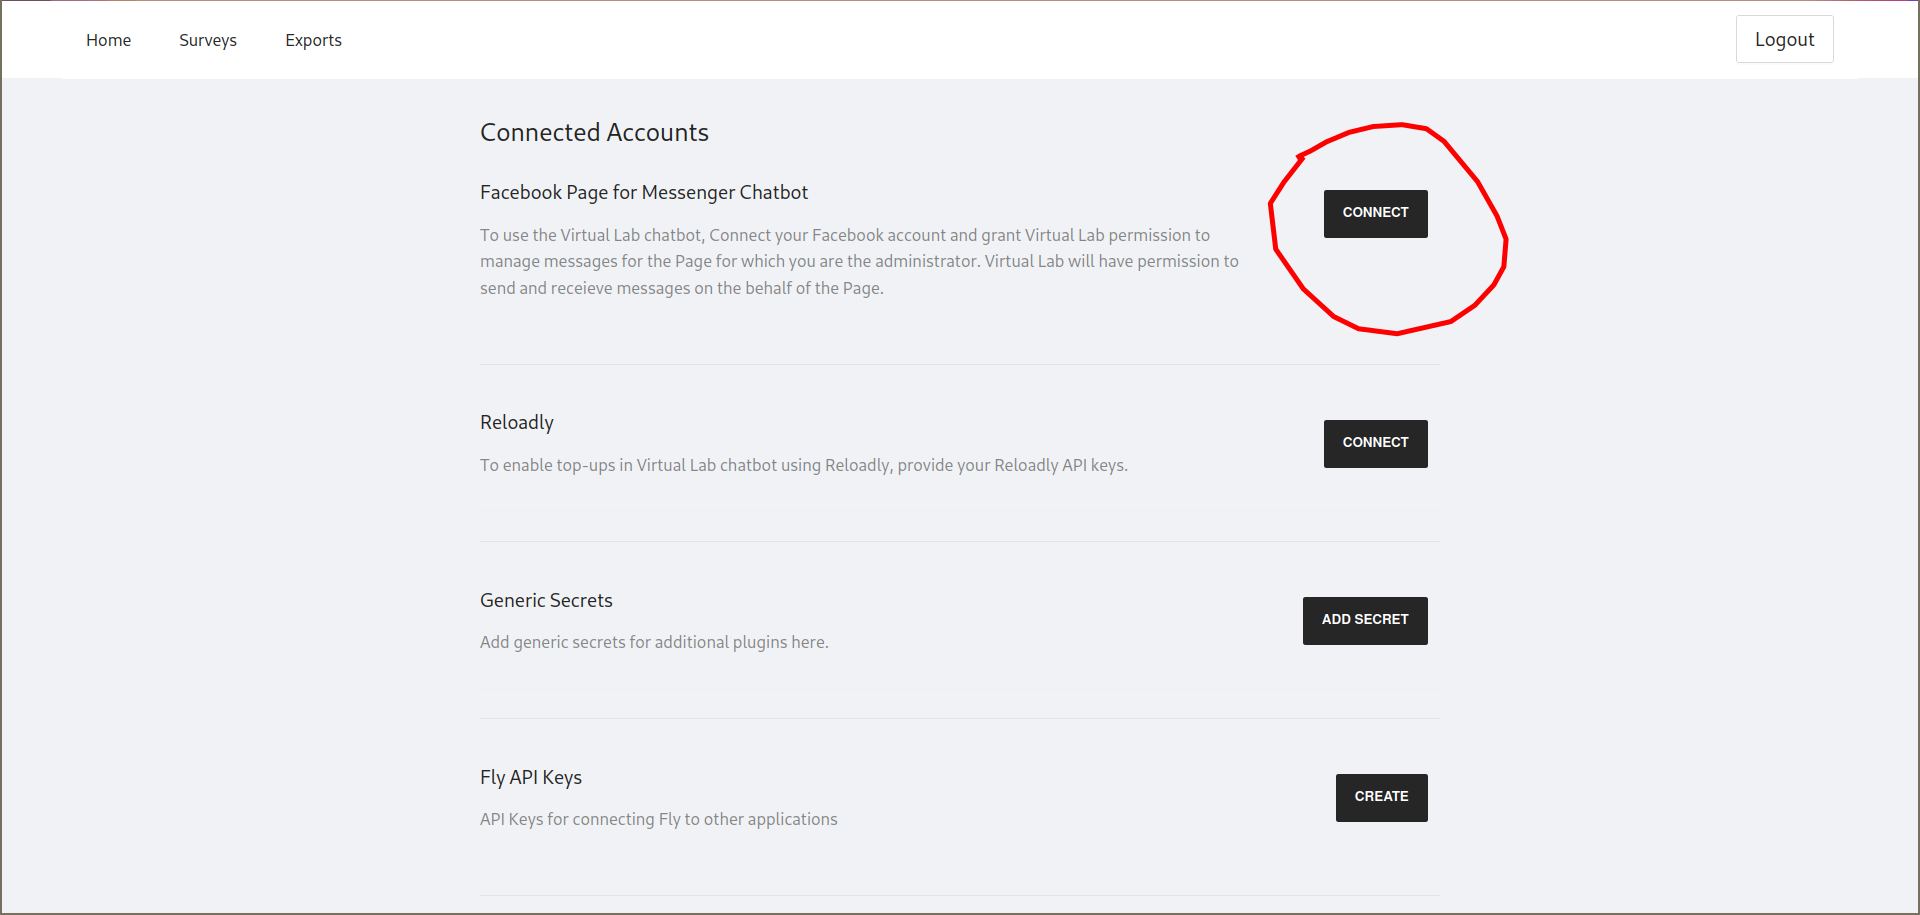 Home Surveys Exports Logout
Connected Accounts
Facebook Page for Messenger Chatbot
CONNECT
To use the Virtual Lab chatbot, Connect your Facebook account and grant Virtual Lab permission to
manage messages for the Page for which you are the administrator. Virtual Lab will have permission to
send and receieve messages on the behalf of the Page.
Reloadly
CONNECT
To enable top-ups in Virtual Lab chatbot using Reloadly, provide your Reloadly API keys.
Generic Secrets
ADD SECRET
Add generic secrets for additional plugins here.
Fly API Keys
CREATE
API Keys for connecting Fly to other applications